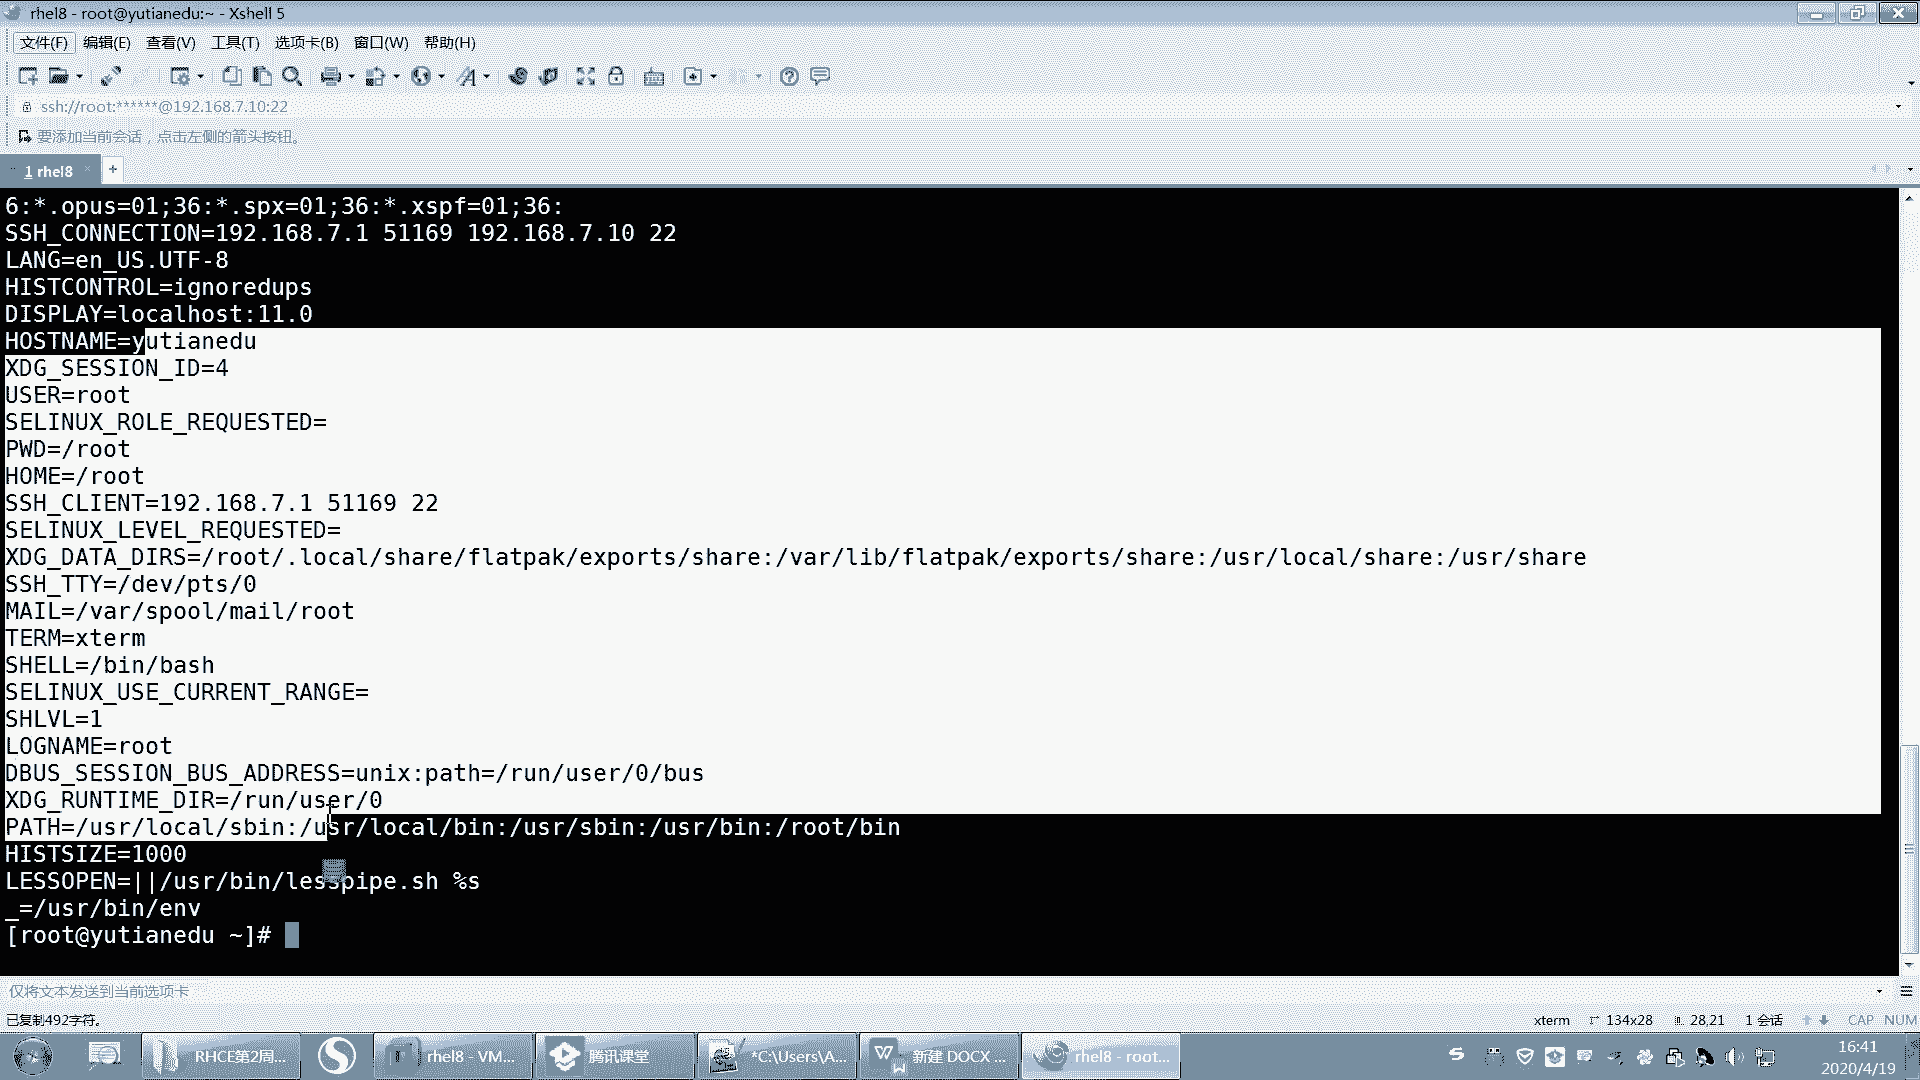 rhel8 - root@yutianedu:~ - Xshell 5
文件(F) 编辑(E) 查看(V) 工具(T) 选项卡(B) 窗口(W) 帮助(H)
ssh://root:******@192.168.7.10:22
要添加当前会话，点击左侧的箭头按钮。
1 rhel8
6:*.opus=01;36:*.spx=01;36:*.xspf=01;36:
SSH_CONNECTION=192.168.7.1 51169 192.168.7.10 22
LANG=en_US.UTF-8
HISTCONTROL=ignoredups
DISPLAY=localhost:11.0
HOSTNAME=yutianedu
XDG_SESSION_ID=4
USER=root
SELINUX_ROLE_REQUESTED=
PWD=/root
HOME=/root
SSH_CLIENT=192.168.7.1 51169 22
SELINUX_LEVEL_REQUESTED=
XDG_DATA_DIRS=/root/.local/share/flatpak/exports/share:/var/lib/flatpak/exports/share:/usr/local/share:/usr/share
SSH_TTY=/dev/pts/0
MAIL=/var/spool/mail/root
TERM=xterm
SHELL=/bin/bash
SELINUX_USE_CURRENT_RANGE=
SHLVL=1
LOGNAME=root
DBUS_SESSION_BUS_ADDRESS=unix:path=/run/user/0/bus
XDG_RUNTIME_DIR=/run/user/0
PATH=/usr/local/sbin:/usr/local/bin:/usr/sbin:/usr/bin:/root/bin
HISTSIZE=1000
LESSOPEN=||/usr/bin/lesspipe.sh %s
_=/usr/bin/env
[root@yutianedu ~]#
仅将文本发送到当前选项卡
已复制492字符。 xterm 134x28 28,21 1 会话 CAP NUM
RHCE第2周... rhel8 - VM... 腾讯课堂 *C:\Users\A... 新建 DOCX ... rhel8 - root... 16:41
2020/4/19